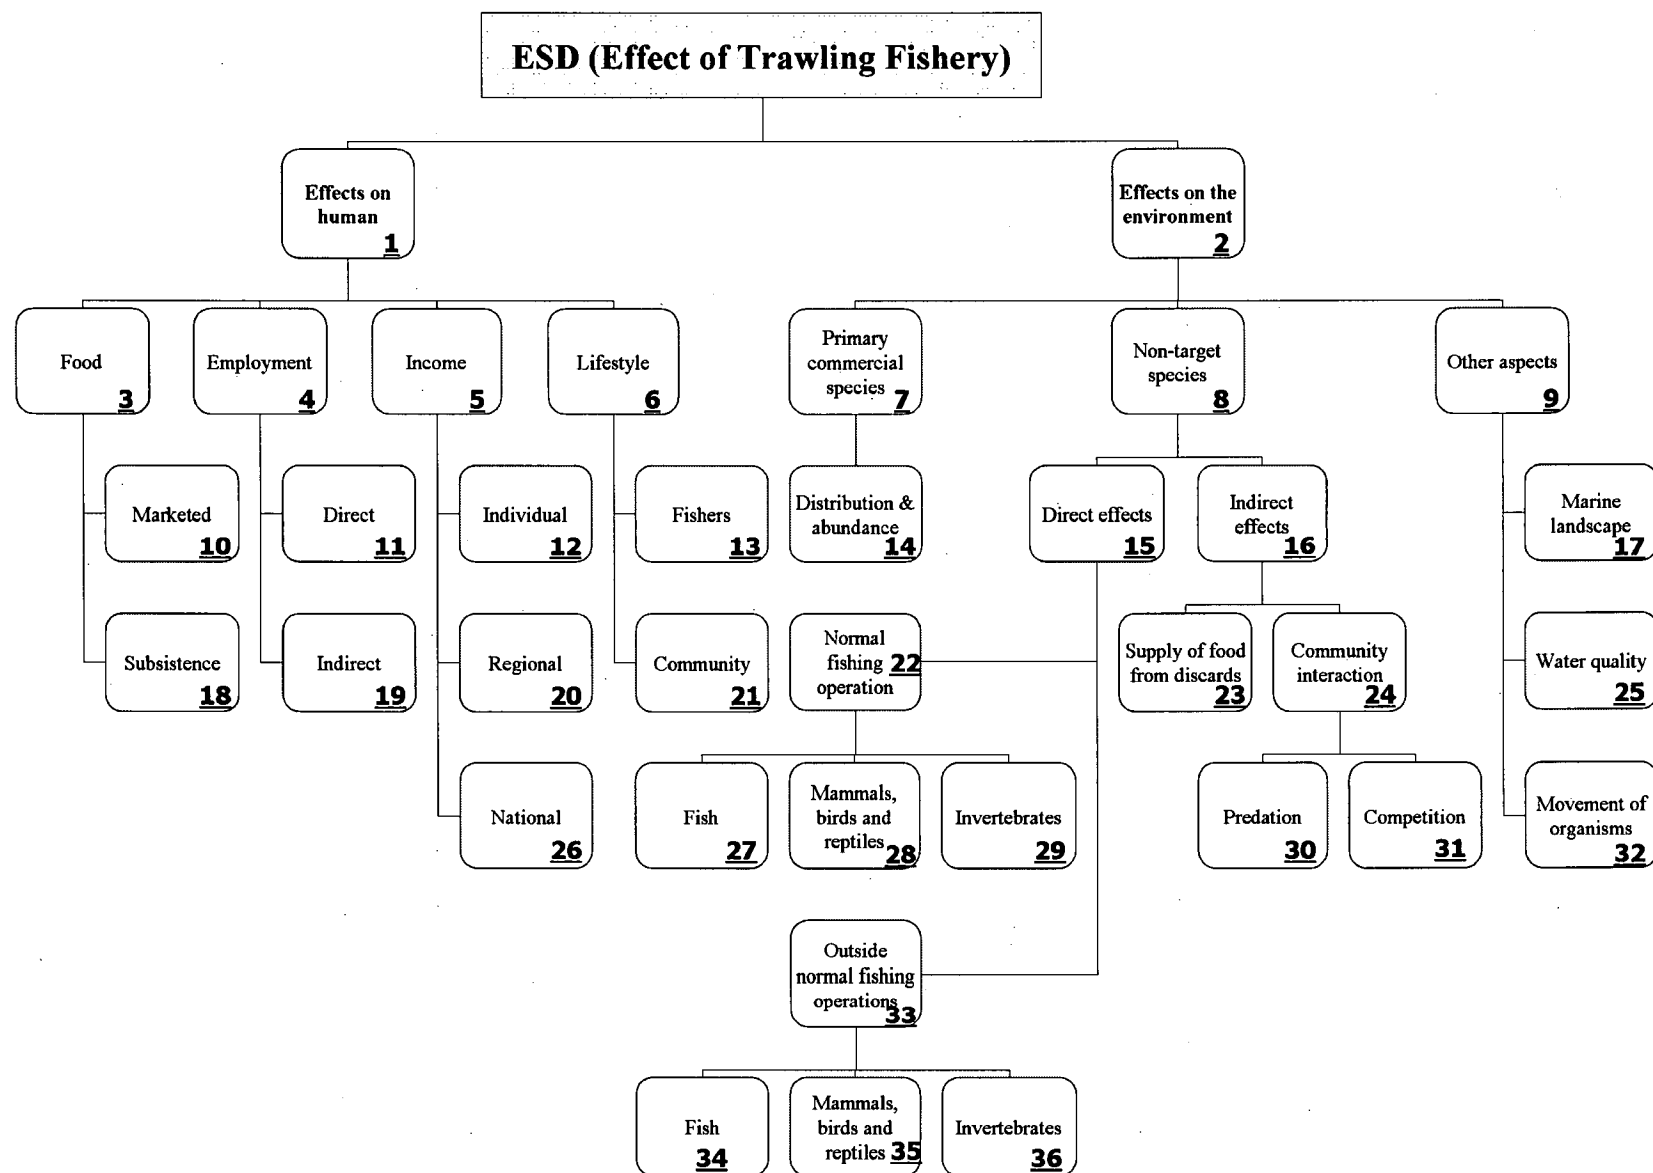 ESD (Effect of Trawling Fishery)
Effects on
human
1
Effects on the
environment
2
Food
3
Employment
4
Income
5
Lifestyle
6
Primary
commercial
species
7
Non-target
species
8
Other aspects
9
Marketed
10
Direct
11
Individual
12
Fishers
13
Distribution &
abundance
14
Direct effects
15
Indirect
effects
16
Marine
landscape
17
Subsistence
18
Indirect
19
Regional
20
Community
21
Normal
fishing
operation
22
Supply of food
from discards
23
Community
interaction
24
Water quality
25
National
26
Fish
27
Mammals,
birds and
reptiles
28
Invertebrates
29
Predation
30
Competition
31
Movement of
organisms
32
Outside
normal fishing
operations
33
Fish
34
Mammals,
birds and
reptiles
35
Invertebrates
36